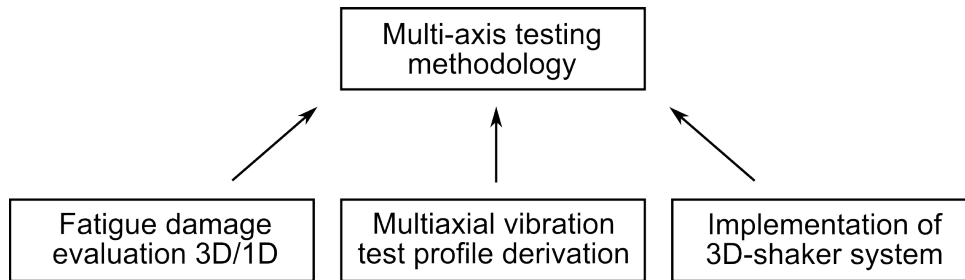 Multi-axis testing
methodology
Fatigue damage
evaluation 3D/1D
Multiaxial vibration
test profile derivation
Implementation of
3D-shaker system